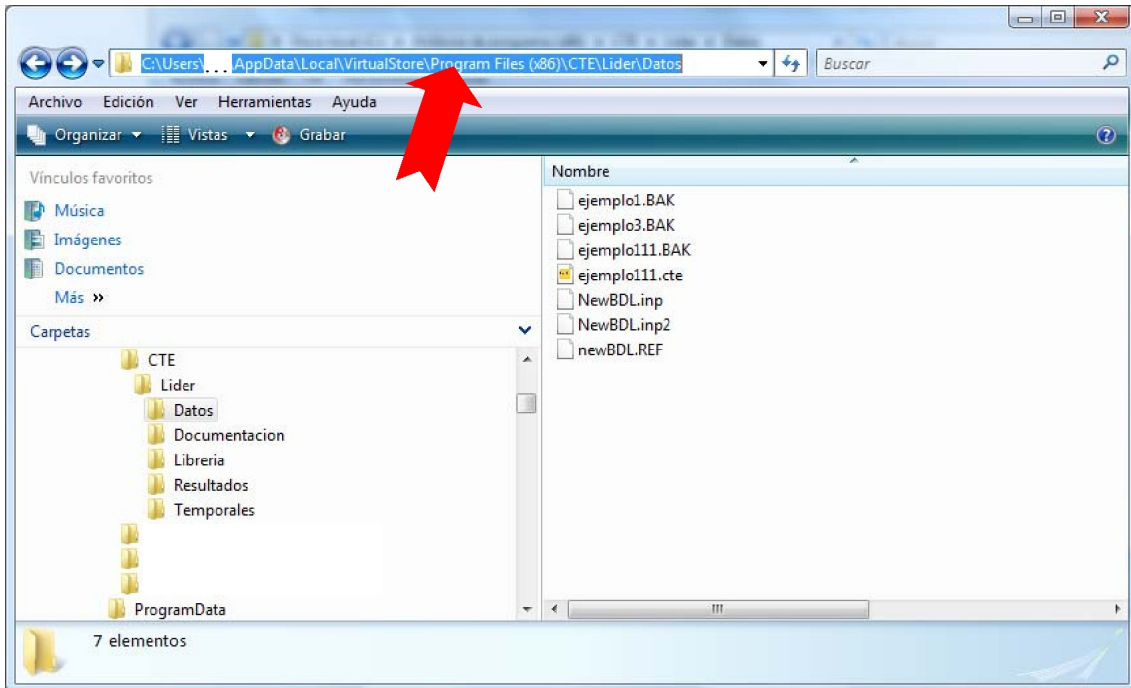 C:\Users\...AppData\Local\VirtualStore\Program Files (x86)\CTE\Lider\Datos
Buscar
Archivo Edición Ver Herramientas Ayuda
Organizar Vistas Grabar
Vínculos favoritos
Música
Imágenes
Documentos
Más »
Carpetas
CTE
Lider
Datos
Documentacion
Libreria
Resultados
Temporales
ProgramData
Nombre
ejemplo1.BAK
ejemplo3.BAK
ejemplo111.BAK
ejemplo111.cte
NewBDL.inp
NewBDL.inp2
newBDL.REF
7 elementos